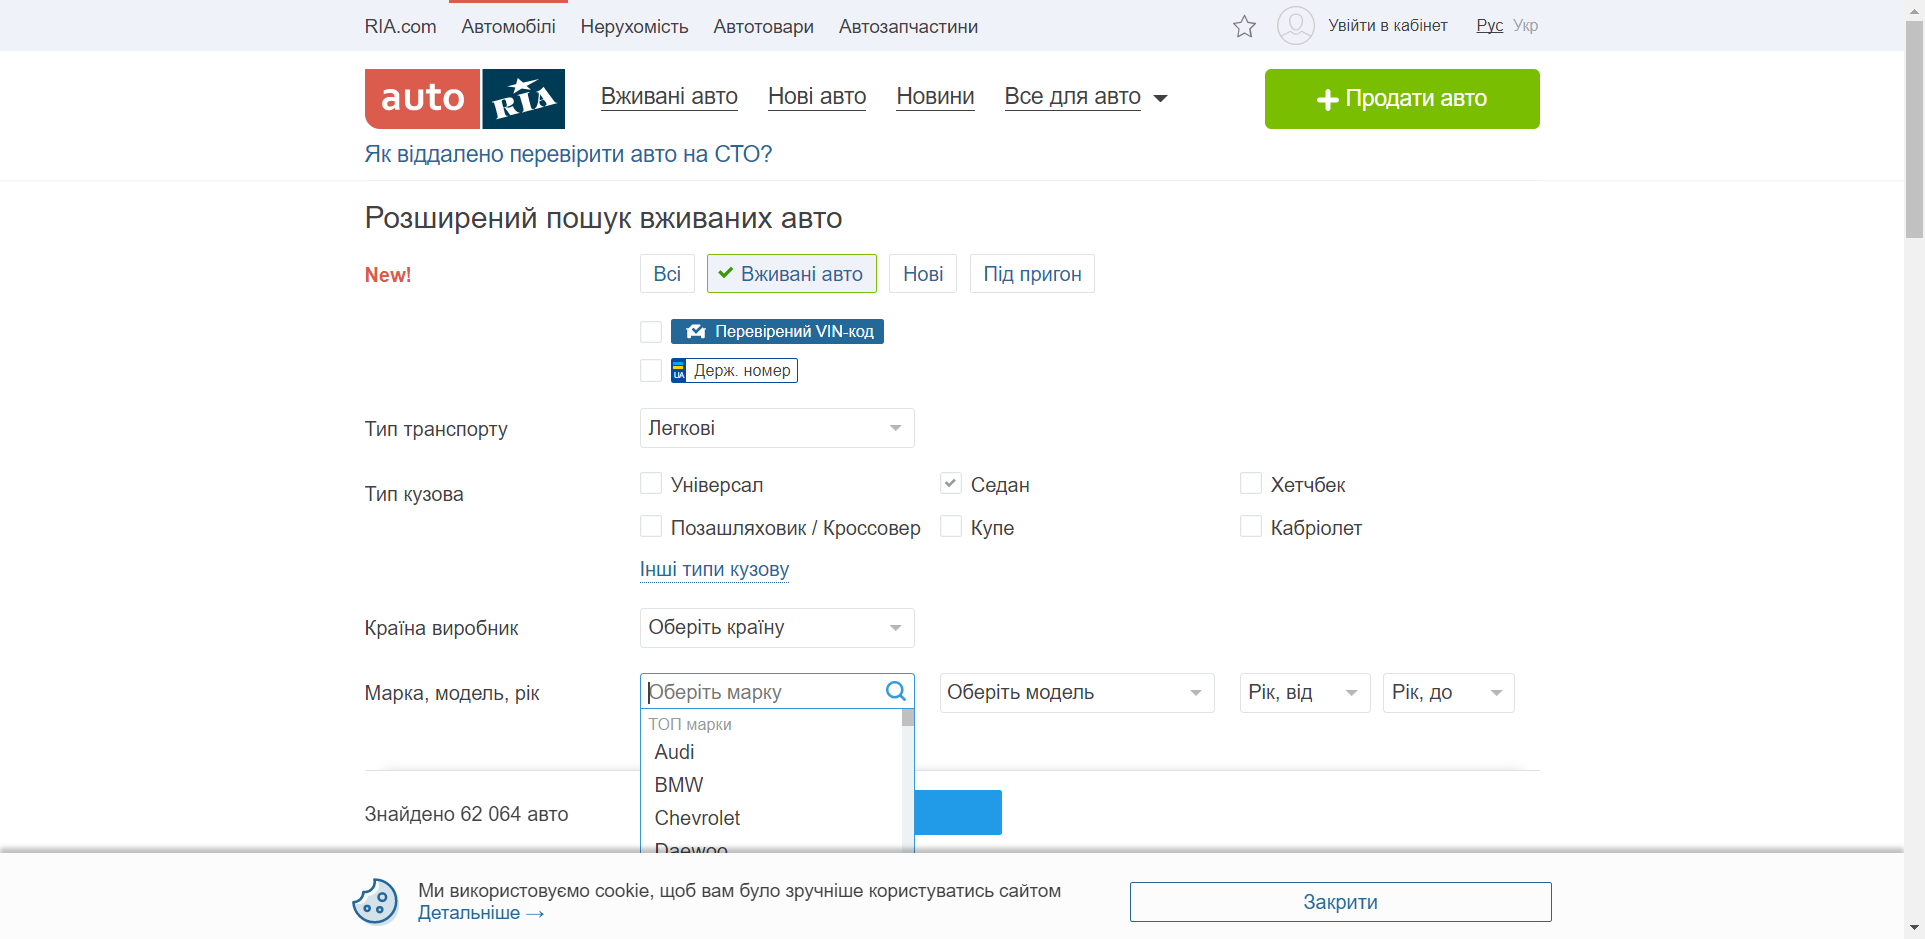 RIA.com Автомобілі Нерухомість Автотовари Автозапчастини Увійти в кабінет Рус Укр
auto RIA Вживані авто Нові авто Новини Все для авто Продати авто
Як віддалено перевірити авто на СТО?
Розширений пошук вживаних авто
New! Всі Вживані авто Нові Під пригон
Перевірений VIN-код
UA Держ. номер
Тип транспорту Легкові
Тип кузова Універсал Седан Хетчбек
Позашляховик / Кроссовер Купе Кабріолет
Інші типи кузову
Країна виробник Оберіть країну
Марка, модель, рік Оберіть марку Оберіть модель Рік, від Рік, до
ТОП марки
Audi
BMW
Chevrolet
Знайдено 62 064 авто
Daewoo
Ми використовуємо cookie, щоб вам було зручніше користуватись сайтом
Детальніше →
Закрити